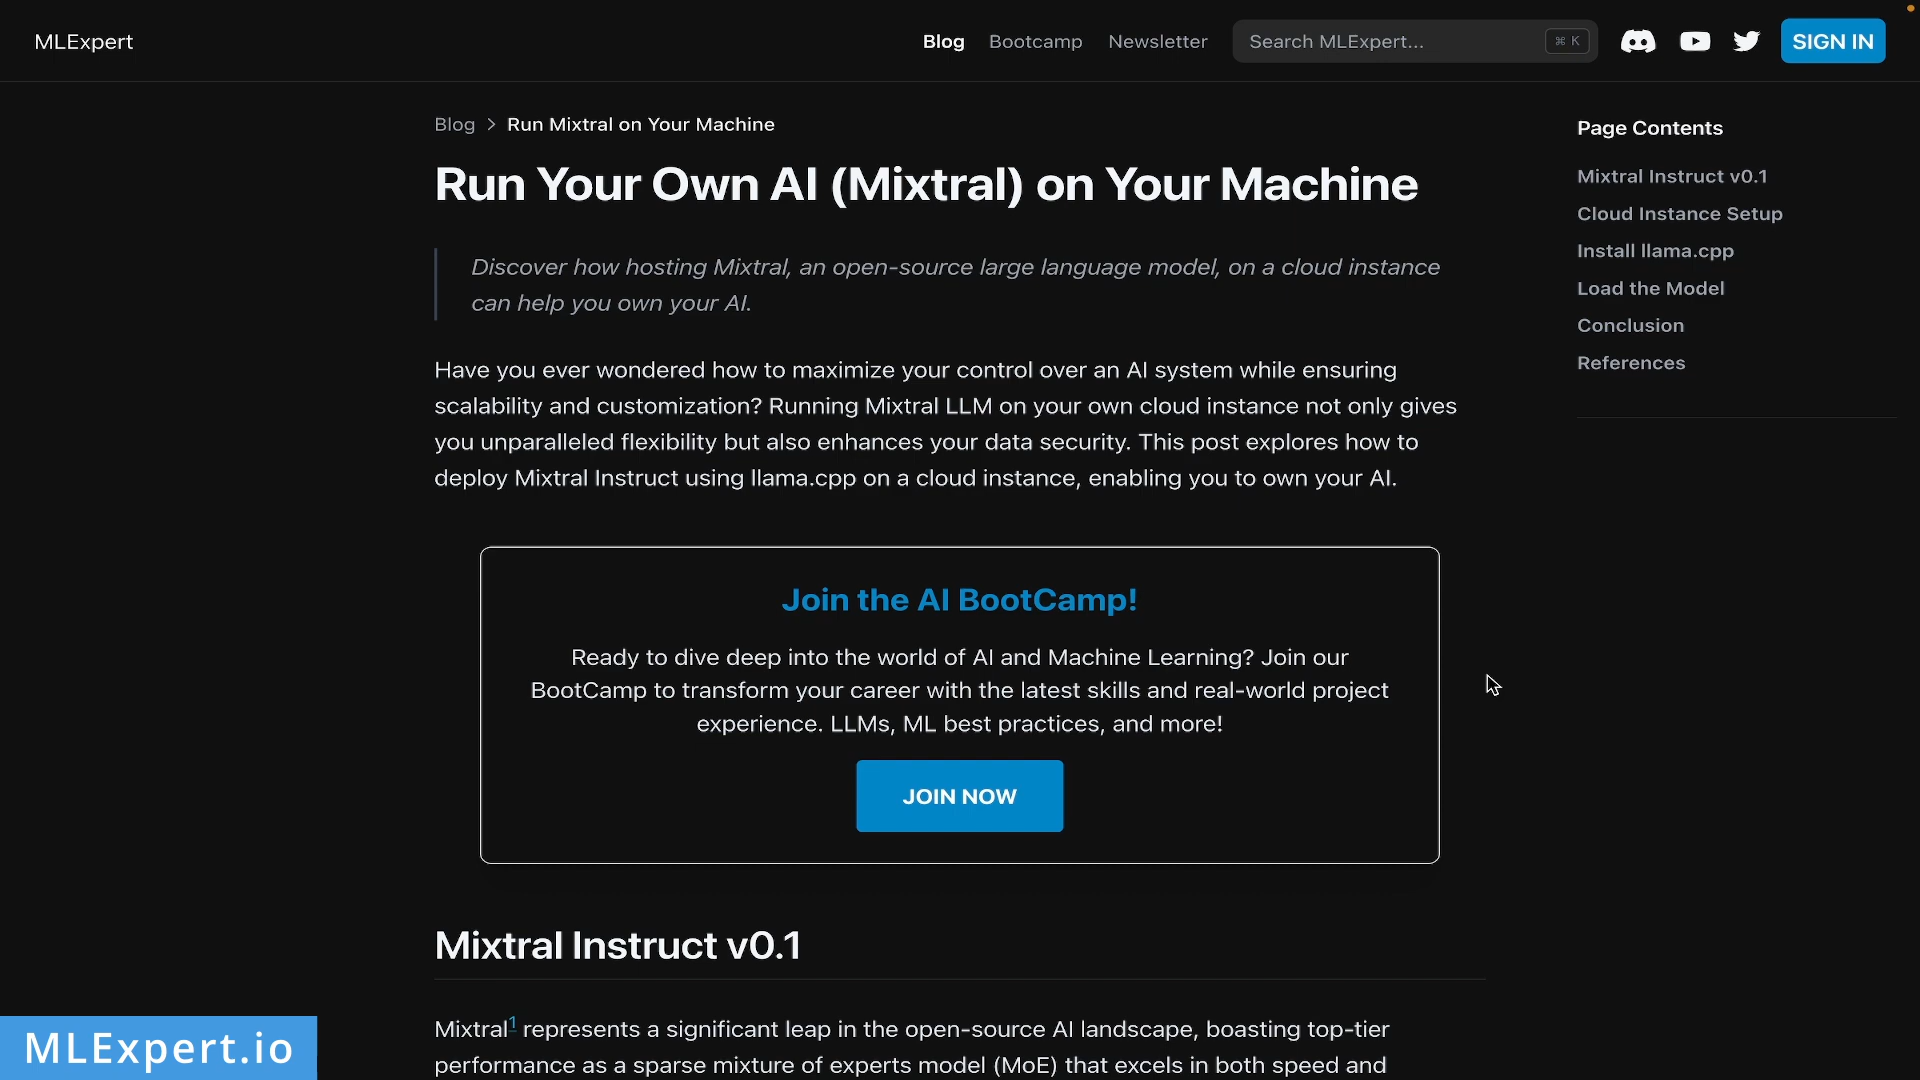 MLExpert
Blog
Bootcamp
Newsletter
Search MLExpert...
⌘ K
SIGN IN
Blog > Run Mixtral on Your Machine
Run Your Own AI (Mixtral) on Your Machine
Discover how hosting Mixtral, an open-source large language model, on a cloud instance
can help you own your AI.
Have you ever wondered how to maximize your control over an AI system while ensuring
scalability and customization? Running Mixtral LLM on your own cloud instance not only gives
you unparalleled flexibility but also enhances your data security. This post explores how to
deploy Mixtral Instruct using llama.cpp on a cloud instance, enabling you to own your AI.
Join the AI BootCamp!
Ready to dive deep into the world of AI and Machine Learning? Join our
BootCamp to transform your career with the latest skills and real-world project
experience. LLMs, ML best practices, and more!
JOIN NOW
Mixtral Instruct v0.1
Mixtral1 represents a significant leap in the open-source AI landscape, boasting top-tier
performance as a sparse mixture of experts model (MoE) that excels in both speed and
Page Contents
Mixtral Instruct v0.1
Cloud Instance Setup
Install llama.cpp
Load the Model
Conclusion
References
MLExpert.io